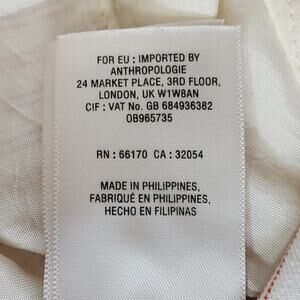 FOR EU : IMPORTED BY
ANTHROPOLOGIE
24 MARKET PLACE, 3RD FLOOR,
LONDON, UK W1W8AN
CIF : VAT No. GB 684936382
OB965735
RN : 66170 CA : 32054
MADE IN PHILIPPINES,
FABRIQUÉ EN PHILIPPINES,
HECHO EN FILIPINAS